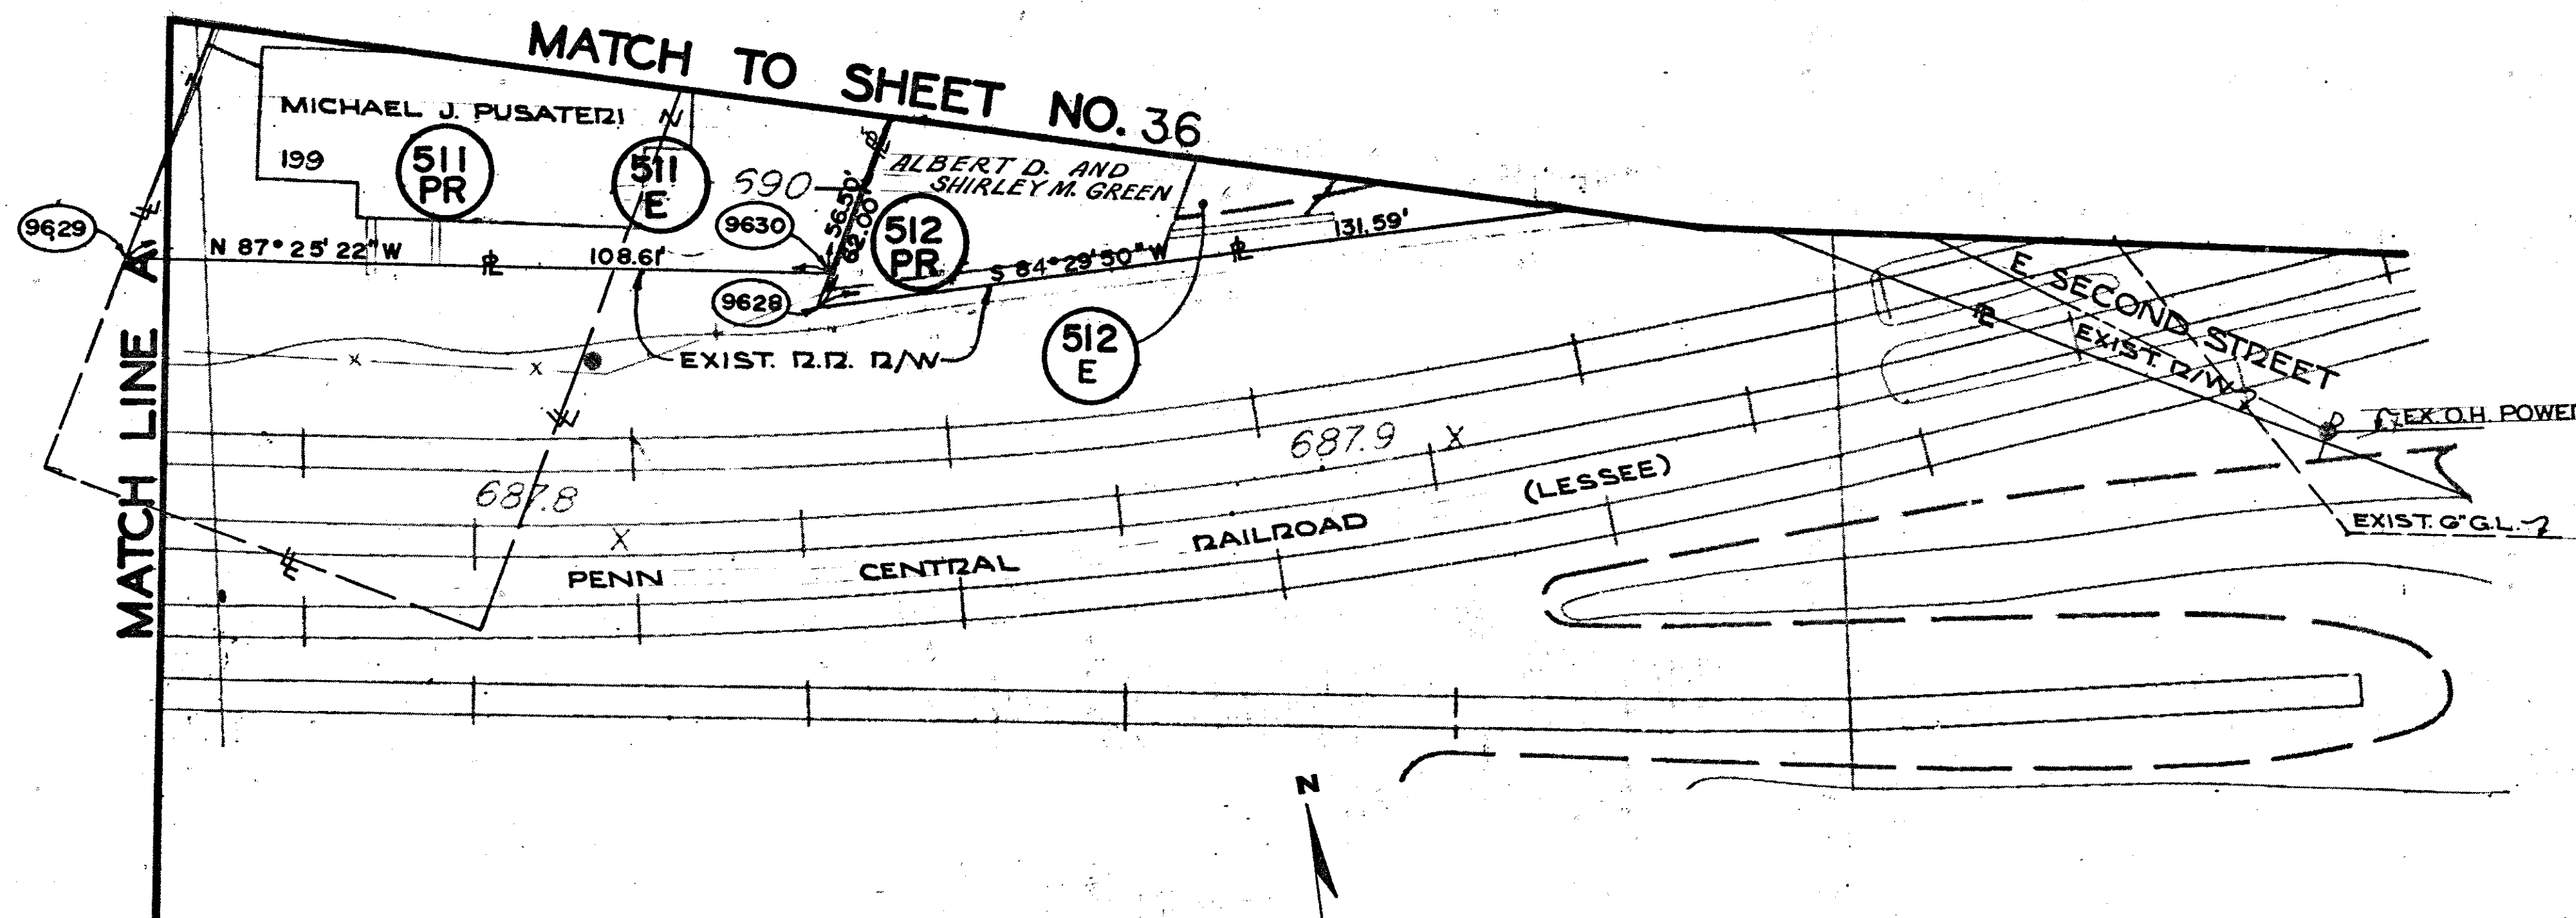 MATCH TO SHEET NO. 36
MICHAEL J. PUSATERI
199
511
PR
511
E
690
ALBERT D. AND
SHIRLEY M. GREEN
56.50'
62.00'
9629
9630
512
PR
N 87° 25' 22" W
108.61'
S 84° 29' 50" W
131.59'
9628
EXIST. R.R. R/W
512
E
MATCH LINE A
E. SECOND STREET
EXIST. R/W
EX. O.H. POWER
687.9 X
687.8
X
(LESSEE)
PENN CENTRAL RAILROAD
EXIST. 6" G.L.
N